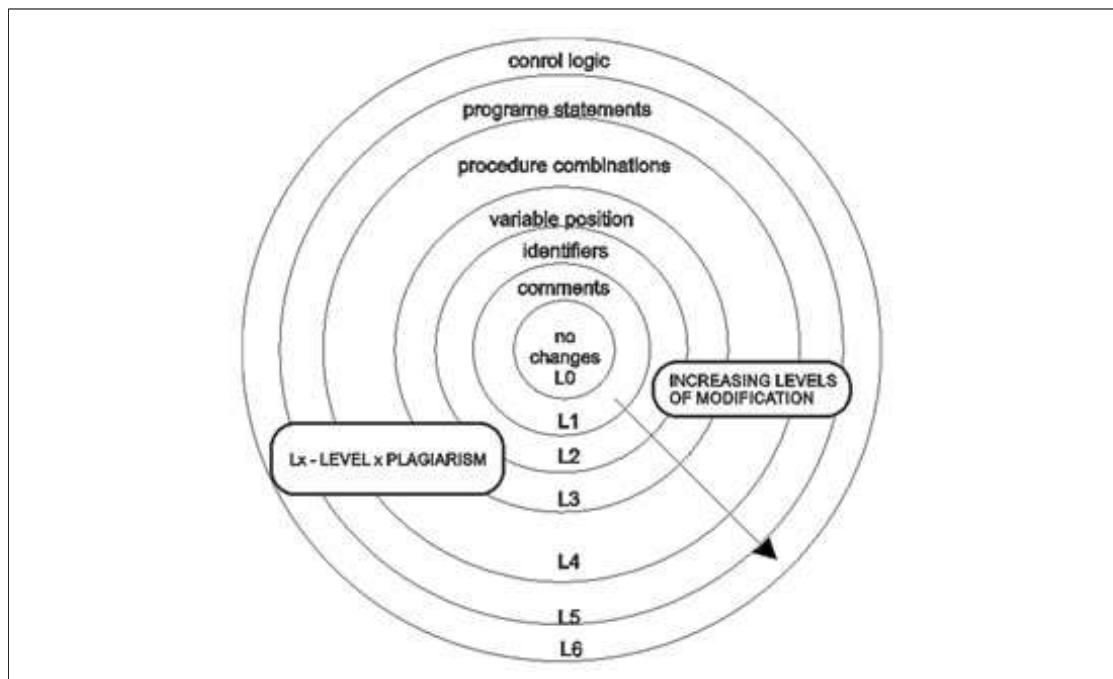 conrol logic
programe statements
procedure combinations
variable position
identifiers
comments
no
changes
L0
INCREASING LEVELS
OF MODIFICATION
L1
Lx - LEVEL x PLAGIARISM
L2
L3
L4
L5
L6